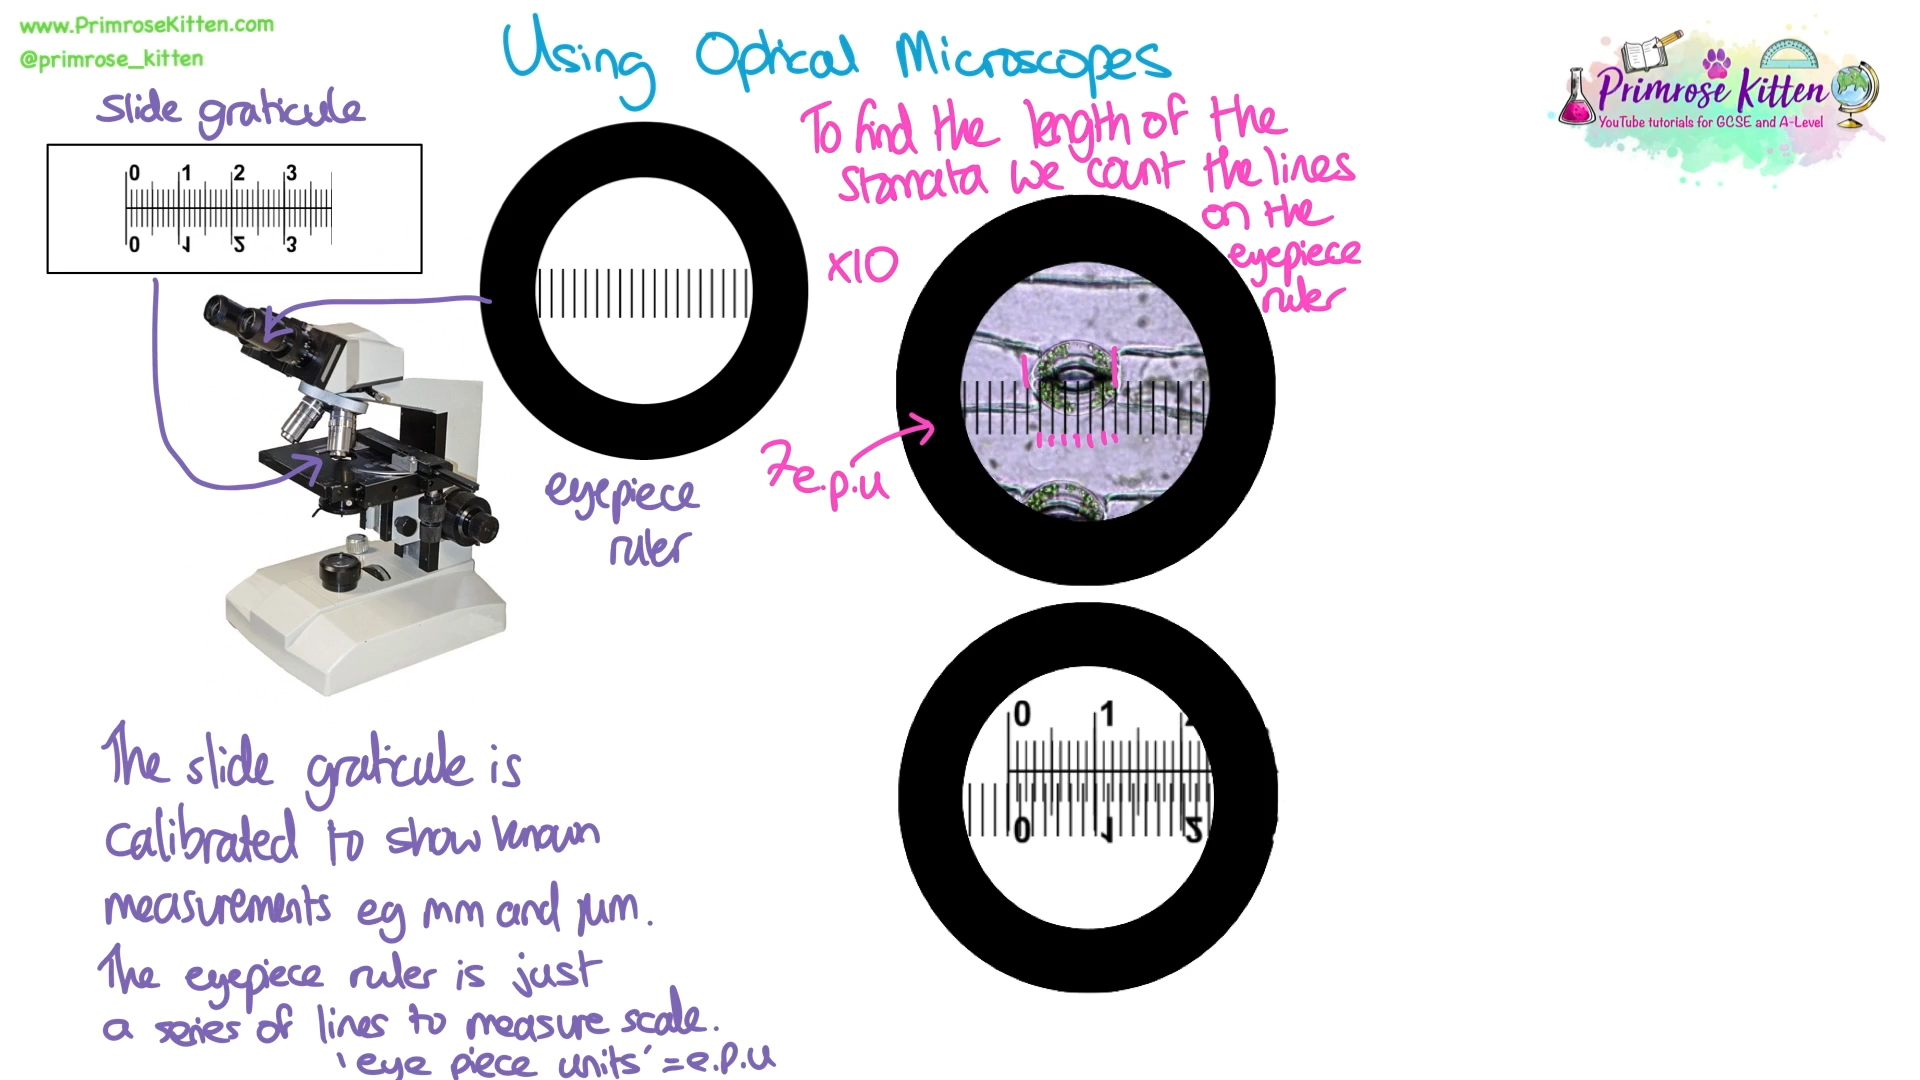 www.PrimroseKitten.com
@primrose_kitten
Using Optical Microscopes
Primrose Kitten
YouTube tutorials for GCSE and A-Level
Slide graticule
0 1 2 3
0 1 2 3
eyepiece
ruler
To find the length of the
stomata we count the lines
on the
eyepiece
ruler
x10
7e.p.u
0 1 2
0 1 2
The slide graticule is
calibrated to show known
measurements eg mm and μm.
The eyepiece ruler is just
a series of lines to measure scale.
'eye piece units' = e.p.u